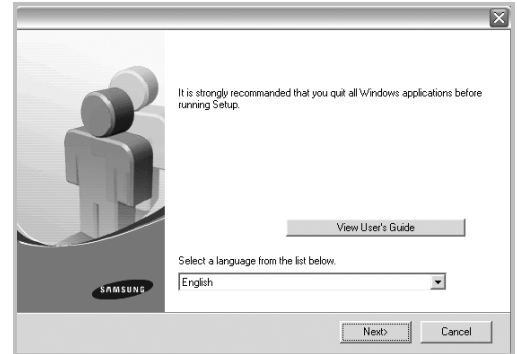 It is strongly recommanded that you quit all Windows applications before
running Setup.
View User's Guide
Select a language from the list below.
English
SAMSUNG
Next>
Cancel